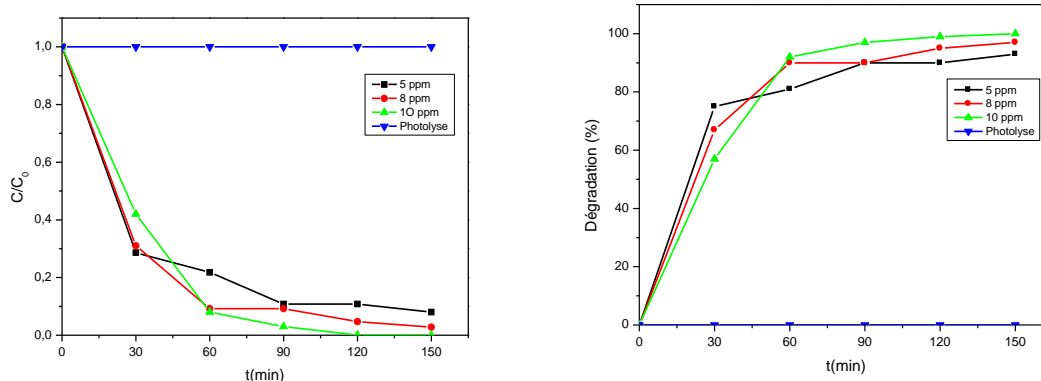 1,0
0,8
0,6
0,4
0,2
0,0
C/C0
0 30 60 90 120 150
t(min)
5 ppm
8 ppm
1O ppm
Photolyse
100
80
60
40
20
0
Dégradation (%)
0 30 60 90 120 150
t(min)
5 ppm
8 ppm
10 ppm
Photolyse